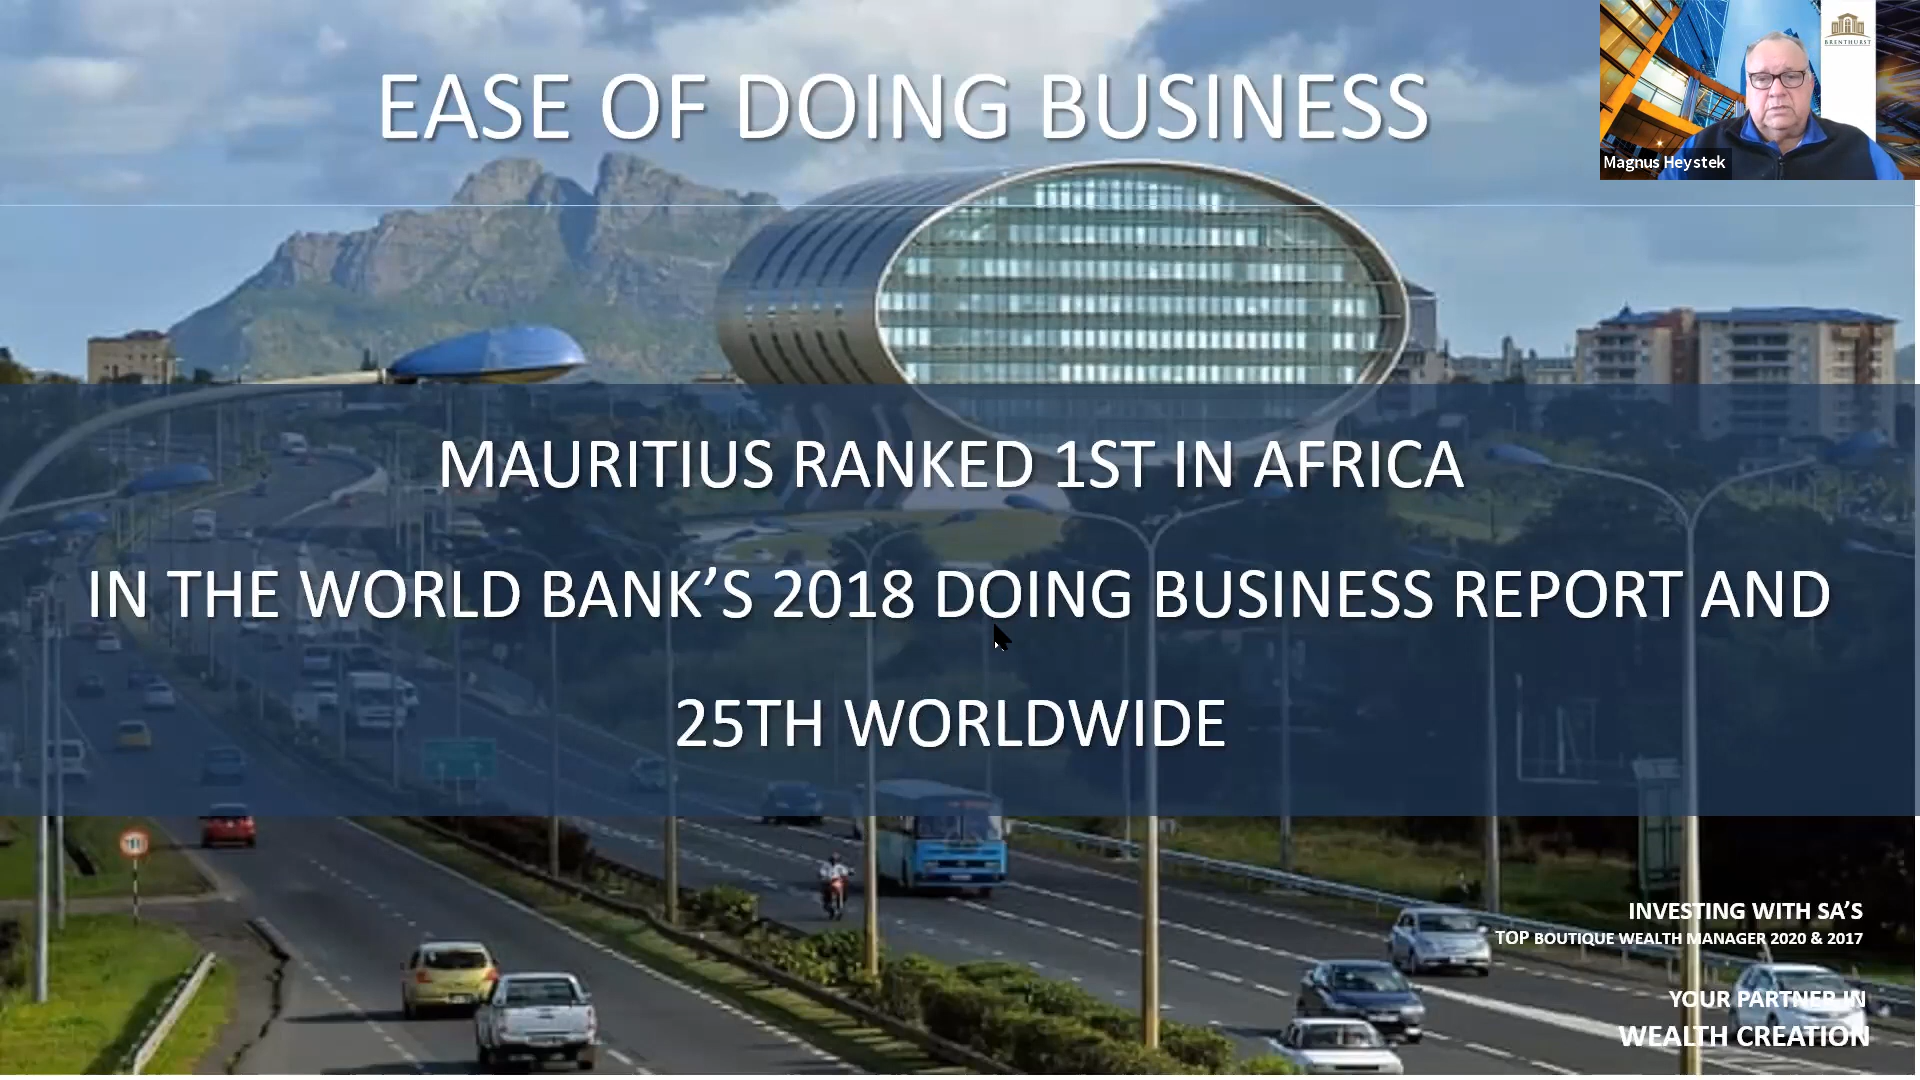 EASE OF DOING BUSINESS
BRENTHURST
Magnus Heystek
MAURITIUS RANKED 1ST IN AFRICA
IN THE WORLD BANK’S 2018 DOING BUSINESS REPORT AND
25TH WORLDWIDE
INVESTING WITH SA’S
TOP BOUTIQUE WEALTH MANAGER 2020 & 2017
YOUR PARTNER IN
WEALTH CREATION